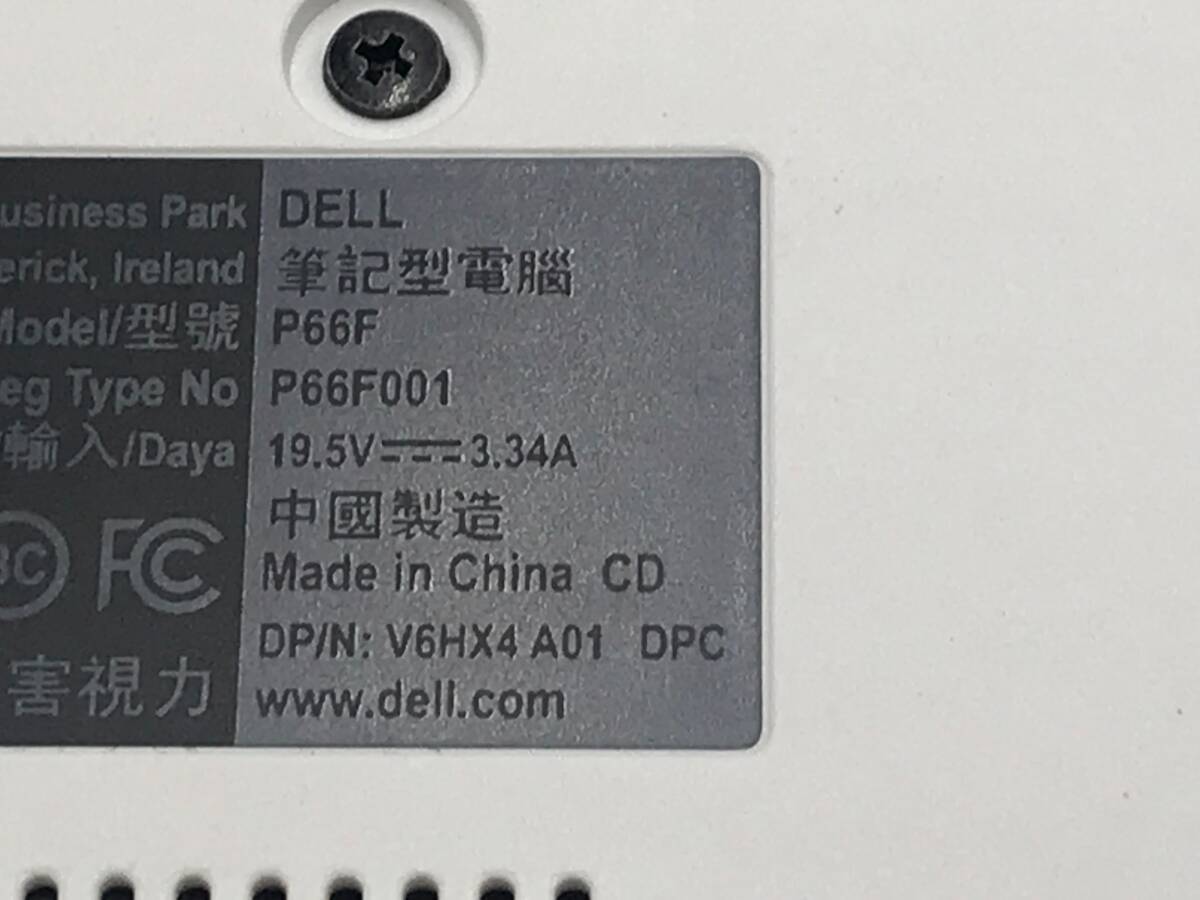 usiness Park DELL
erick, Ireland 筆記型電腦
Model/型號 P66F
eg Type No P66F001
/輸入/Daya 19.5V⎓3.34A
中國製造
BC FC Made in China CD
DP/N: V6HX4 A01 DPC
害視力 www.dell.com